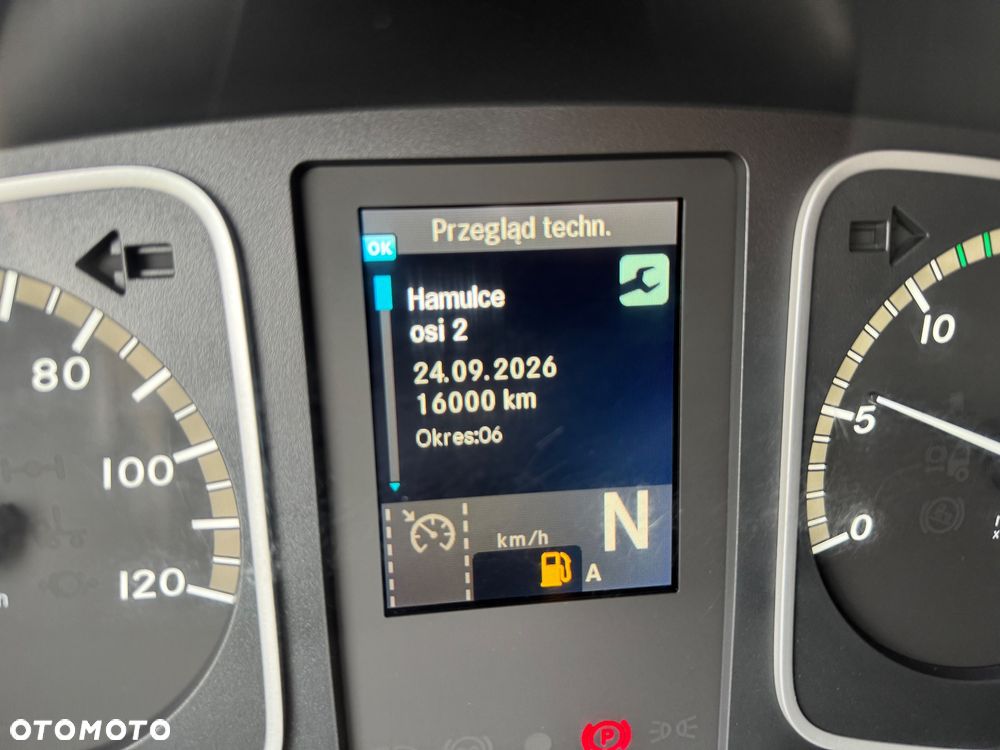 Przegląd techn.
OK
Hamulce
osi 2
24.09.2026
16000 km
Okres:06
km/h
N
A
80
100
120
10
5
0
P
OTOMOTO